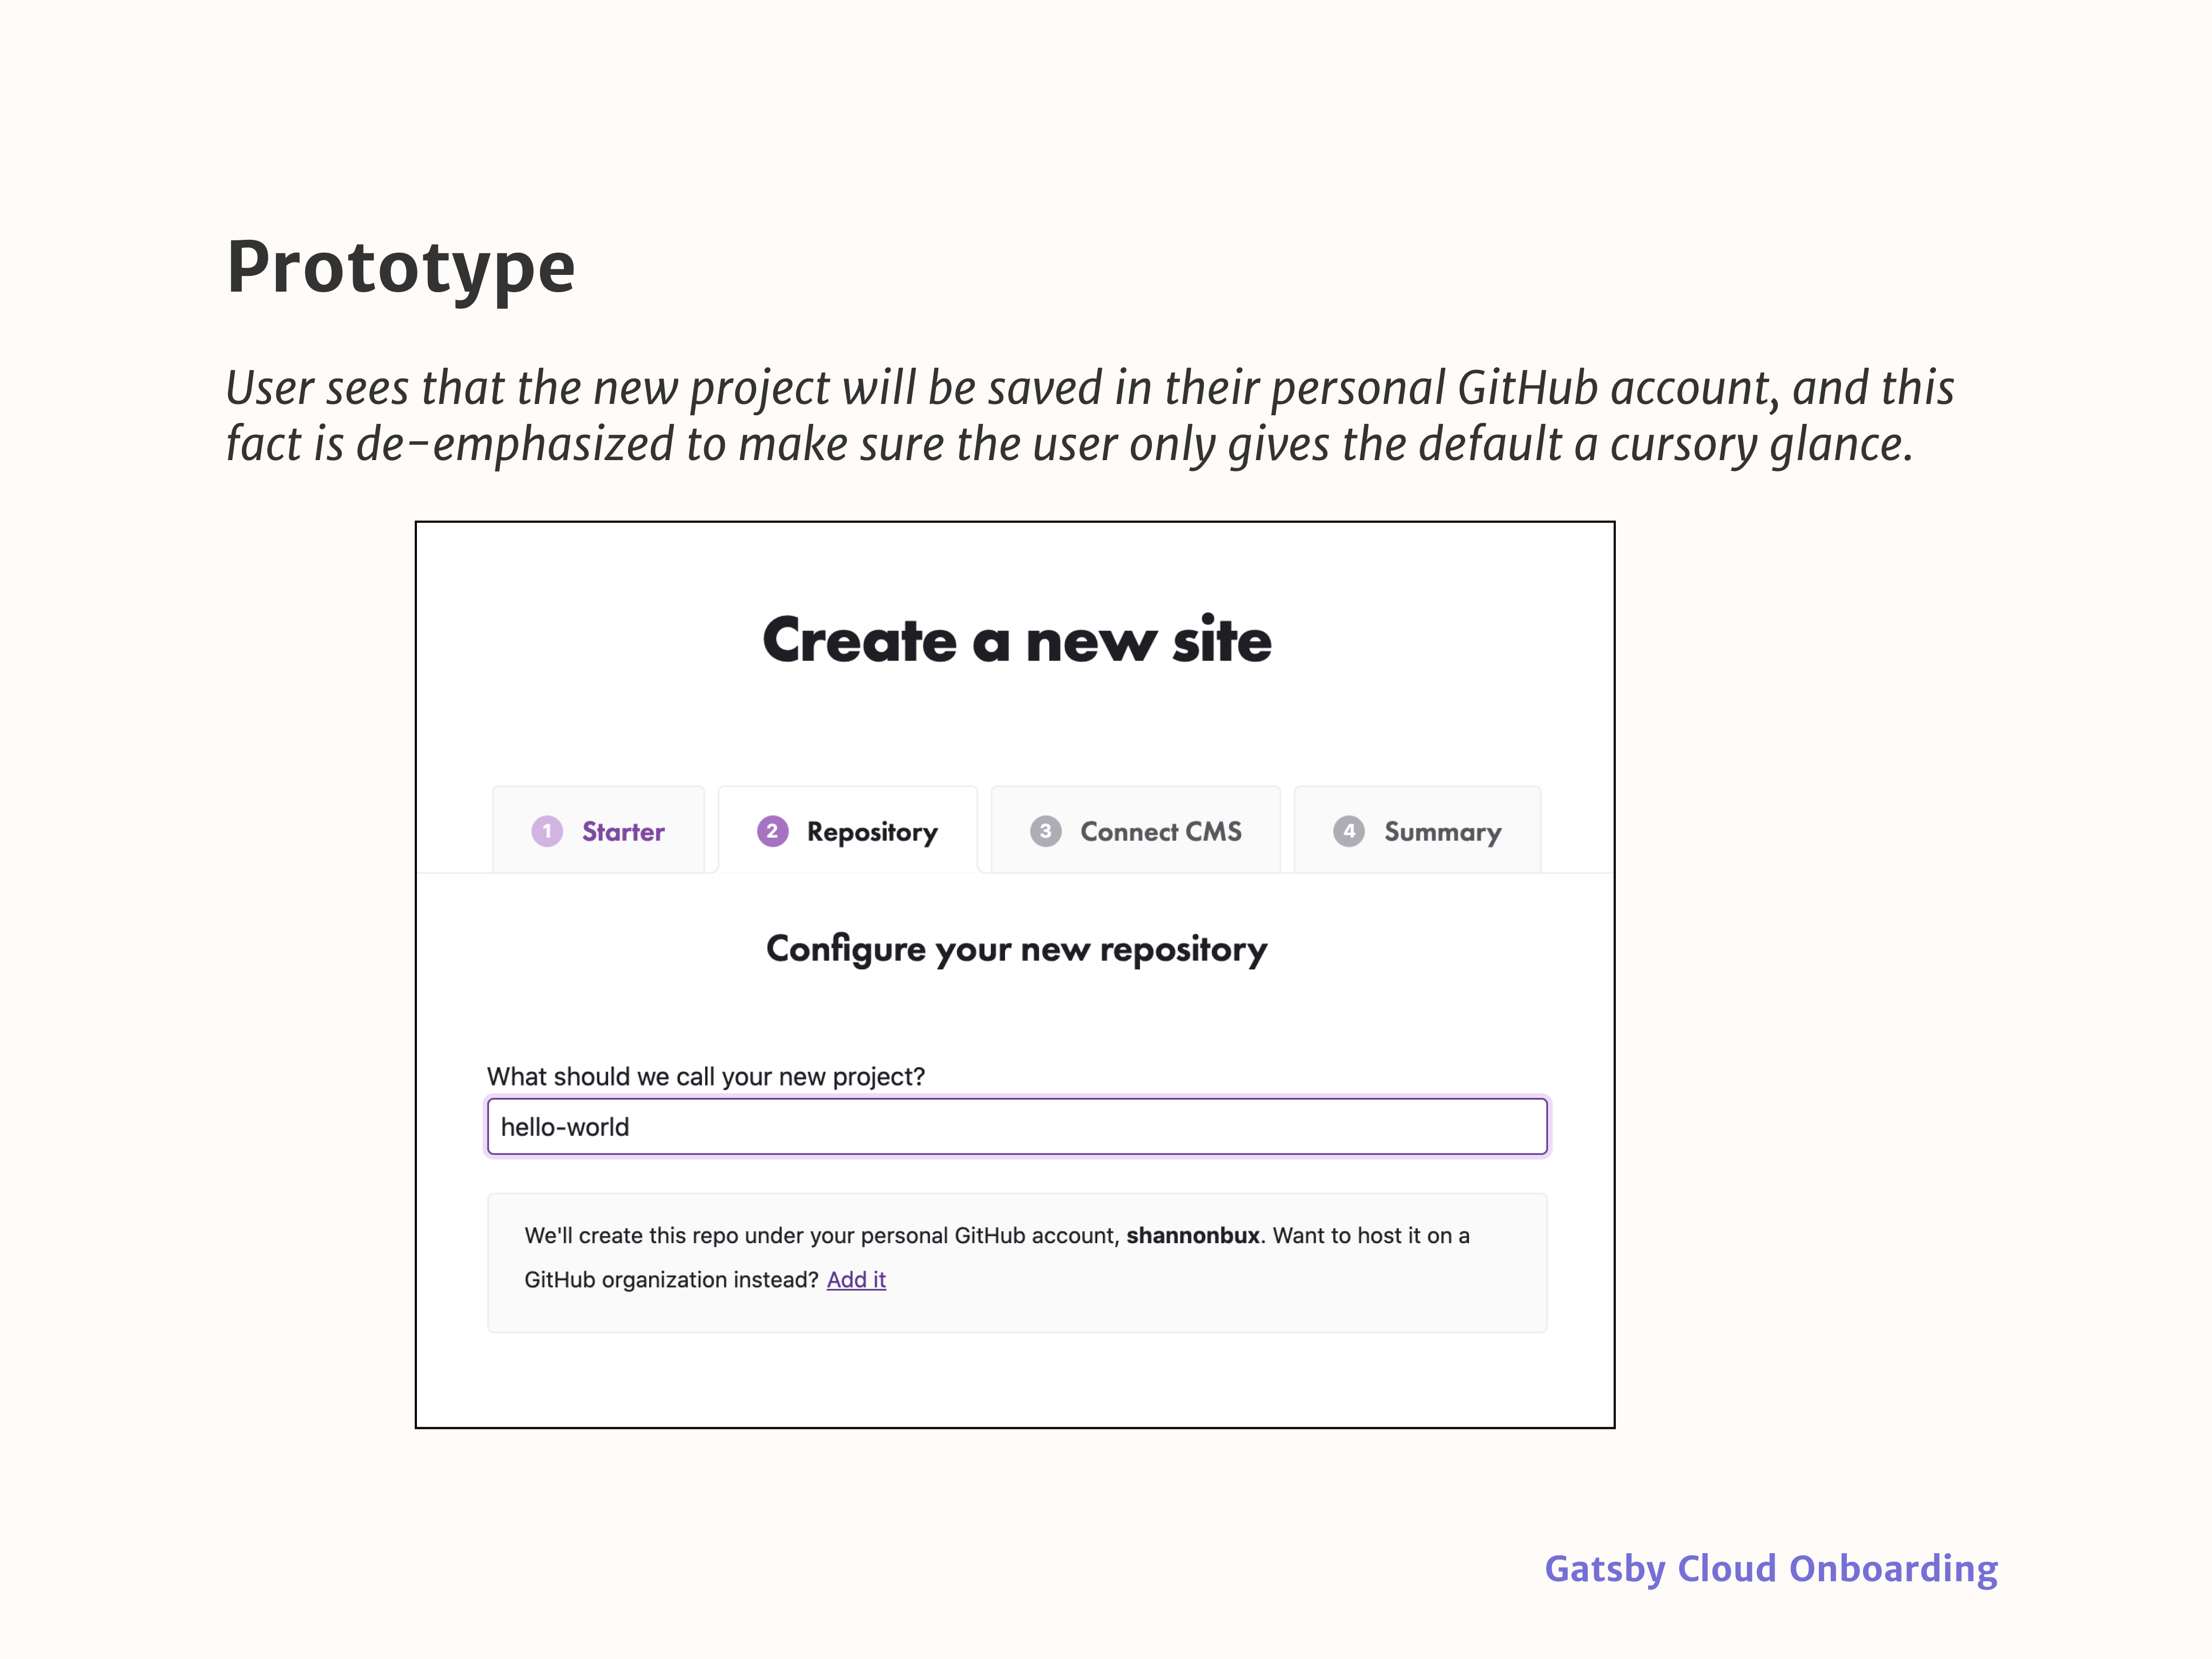 Prototype
User sees that the new project will be saved in their personal GitHub account, and this
fact is de-emphasized to make sure the user only gives the default a cursory glance.
Create a new site
1 Starter 2 Repository 3 Connect CMS 4 Summary
Configure your new repository
What should we call your new project?
hello-world
We'll create this repo under your personal GitHub account, shannonbux. Want to host it on a
GitHub organization instead? Add it
Gatsby Cloud Onboarding